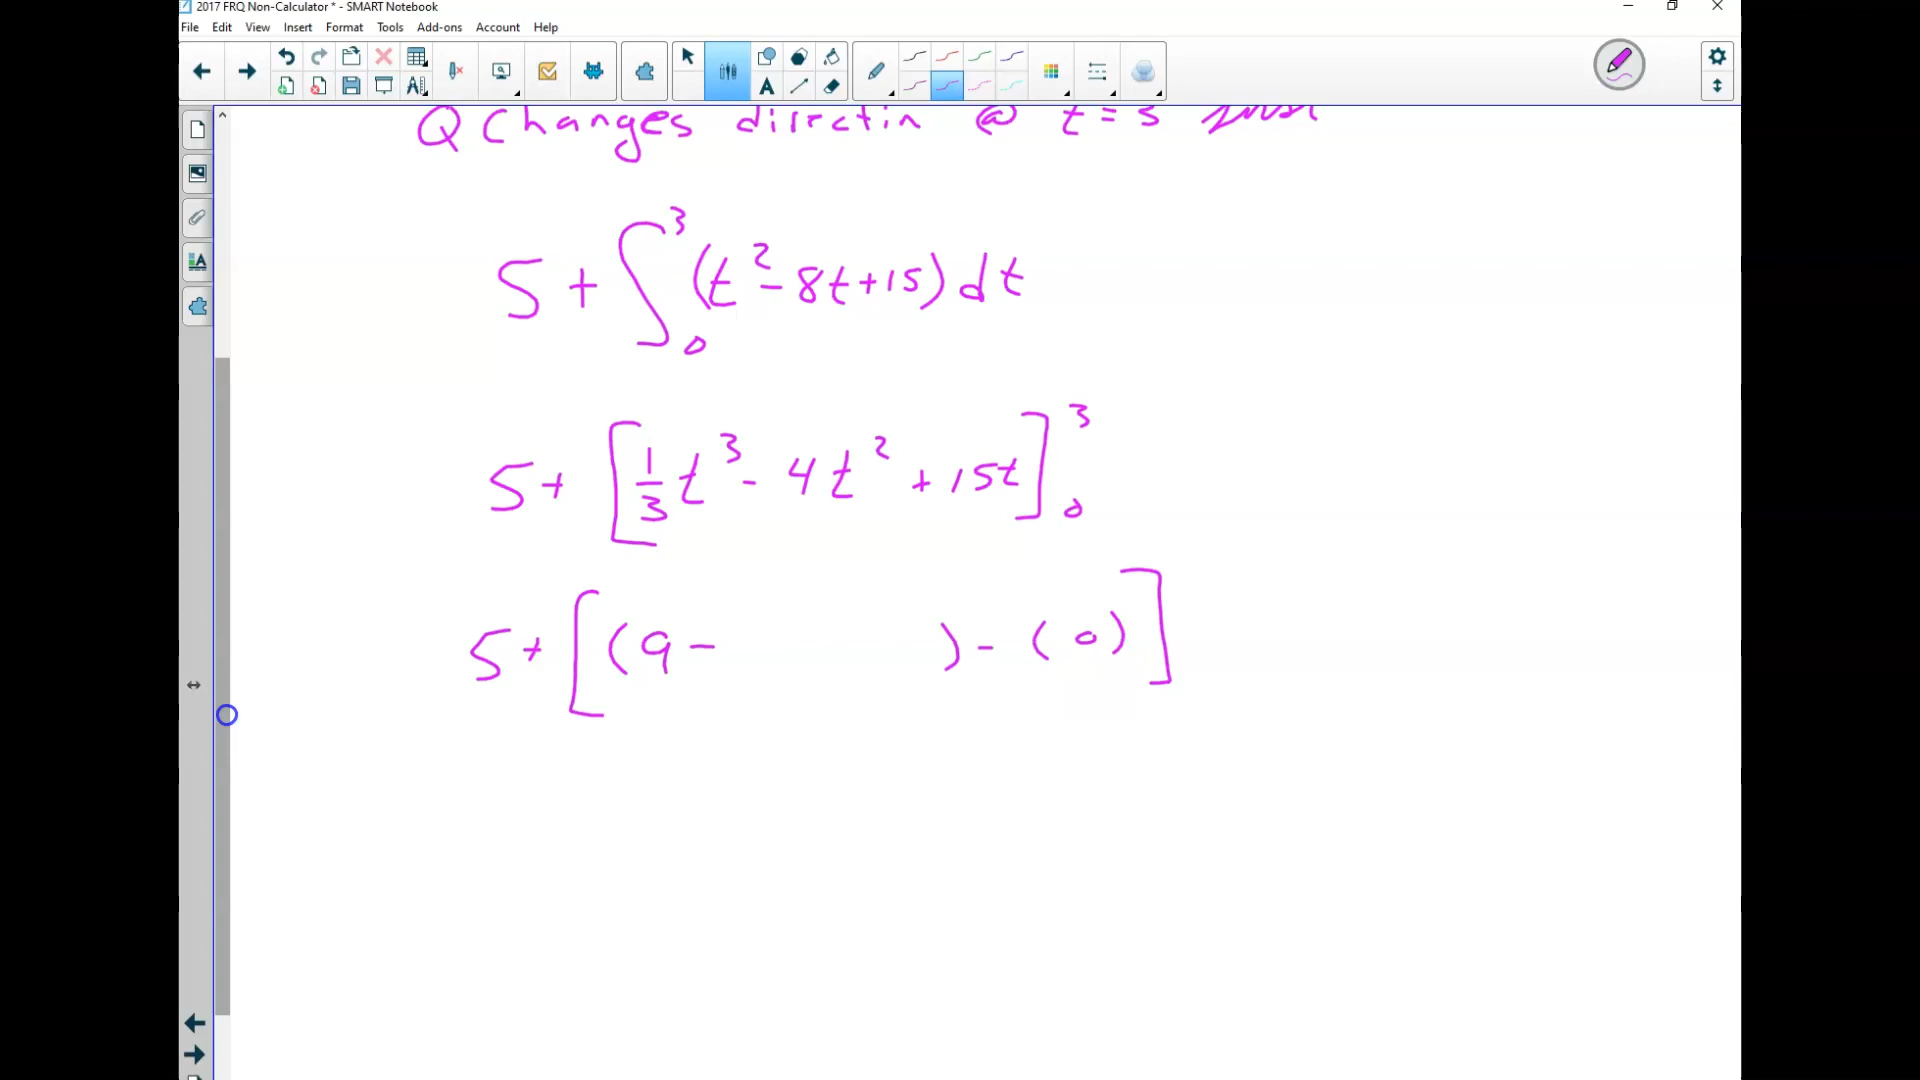 2017 FRQ Non-Calculator * - SMART Notebook
File Edit View Insert Format Tools Add-ons Account Help
Q Changes directin @ t = 3
5 + ∫₀³ (t² - 8t + 15) dt
5 + [1/3 t³ - 4t² + 15t]₀³
5 + [(9 - ) - (0)]